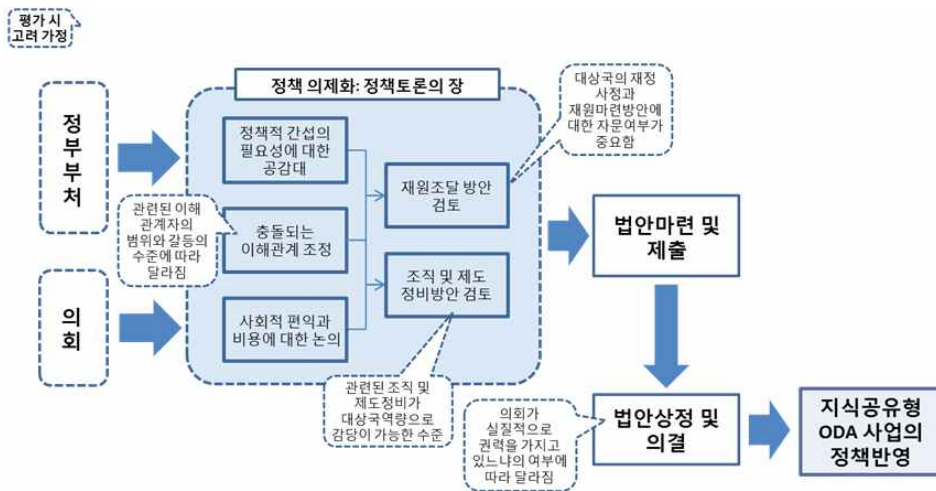 평가 시
고려 가정
정책 의제화: 정책토론의 장
정부부처
의회
정책적 간섭의
필요성에 대한
공감대
충돌되는
이해관계 조정
사회적 편익과
비용에 대한 논의
관련된 이해
관계자의
범위와 갈등의
수준에 따라
달라짐
재원조달 방안
검토
조직 및 제도
정비방안 검토
대상국의 재정
사정과
재원마련방안에
대한 자문여부가
중요함
관련된 조직 및
제도정비가
대상국역량으로
감당이 가능한 수준
법안마련 및
제출
법안상정 및
의결
의회가
실질적으로
권력을 가지고
있느냐의 여부에
따라 달라짐
지식공유형
ODA 사업의
정책반영